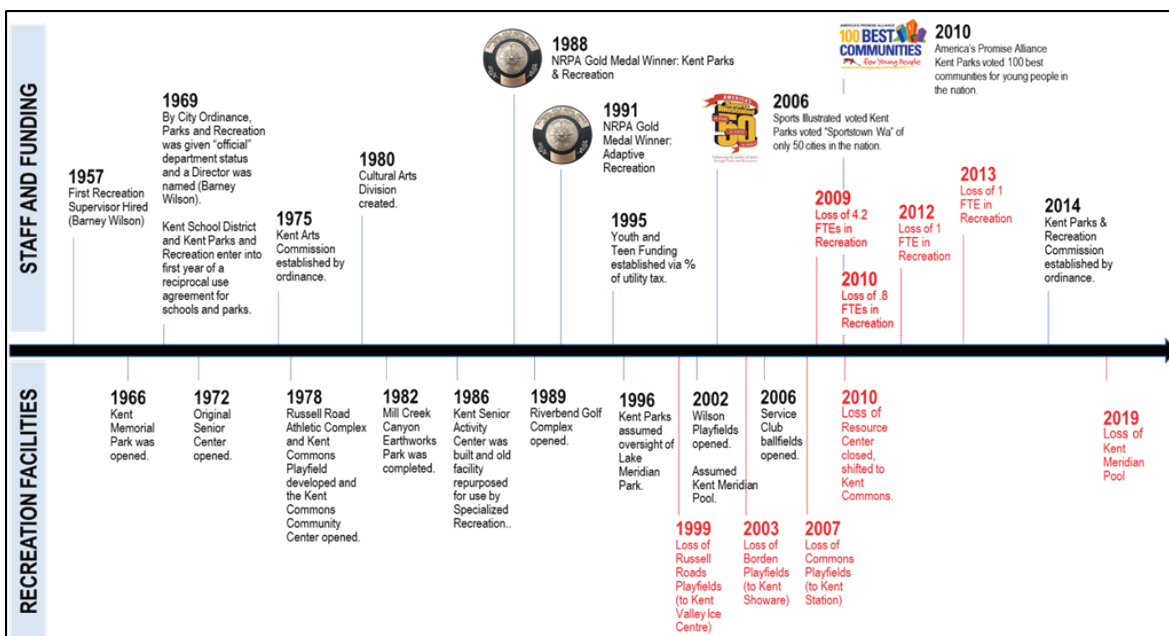 STAFF AND FUNDING
1957
First Recreation
Supervisor Hired
(Barney Wilson)
1969
By City Ordinance,
Parks and Recreation
was given “official”
department status
and a Director was
named (Barney
Wilson).
Kent School District
and Kent Parks and
Recreation enter into
first year of a
reciprocal use
agreement for
schools and parks.
1975
Kent Arts
Commission
established by
ordinance.
1980
Cultural Arts
Division
created.
1988
NRPA Gold Medal Winner: Kent Parks
& Recreation
1991
NRPA Gold
Medal Winner:
Adaptive
Recreation
1995
Youth and
Teen Funding
established via %
of utility tax.
50
2006
Sports Illustrated voted Kent
Parks voted “Sportstown Wa” of
only 50 cities in the nation.
AMERICA'S PROMISE ALLIANCE
100 BEST
COMMUNITIES
for Young People
2010
America’s Promise Alliance
Kent Parks voted 100 best
communities for young people in
the nation.
2009
Loss of 4.2
FTEs in
Recreation
2010
Loss of .8
FTEs in
Recreation
2012
Loss of 1
FTE in
Recreation
2013
Loss of 1
FTE in
Recreation
2014
Kent Parks &
Recreation
Commission
established by
ordinance.
RECREATION FACILITIES
1966
Kent
Memorial
Park was
opened.
1972
Original
Senior
Center
opened.
1978
Russell Road
Athletic Complex
and Kent
Commons
Playfield
developed and
the Kent
Commons
Community
Center opened.
1982
Mill Creek
Canyon
Earthworks
Park was
completed.
1986
Kent Senior
Activity
Center was
built and old
facility
repurposed
for use by
Specialized
Recreation..
1989
Riverbend Golf
Complex
opened.
1996
Kent Parks
assumed
oversight of
Lake
Meridian
Park.
1999
Loss of
Russell
Roads
Playfields
(to Kent
Valley Ice
Centre)
2002
Wilson
Playfields
opened.
Assumed
Kent Meridian
Pool.
2003
Loss of
Borden
Playfields
(to Kent
Showare)
2006
Service
Club
ballfields
opened.
2007
Loss of
Commons
Playfields
(to Kent
Station)
2010
Loss of
Resource
Center
closed,
shifted to
Kent
Commons.
2019
Loss of
Kent
Meridian
Pool